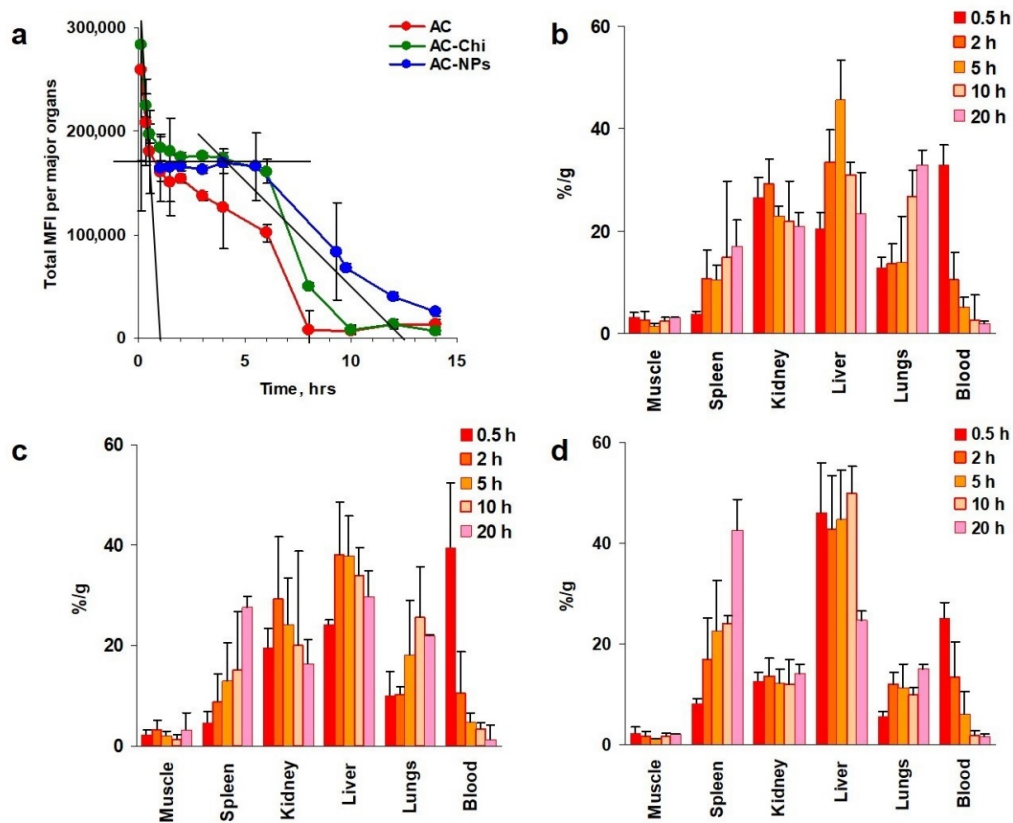 a
300,000
200,000
100,000
0
Total MFI per major organs
0 5 10 15
Time, hrs
AC
AC-Chi
AC-NPs
b
60
40
20
0
%/g
Muscle Spleen Kidney Liver Lungs Blood
0.5 h
2 h
5 h
10 h
20 h
c
60
40
20
0
%/g
Muscle Spleen Kidney Liver Lungs Blood
0.5 h
2 h
5 h
10 h
20 h
d
60
40
20
0
%/g
Muscle Spleen Kidney Liver Lungs Blood
0.5 h
2 h
5 h
10 h
20 h